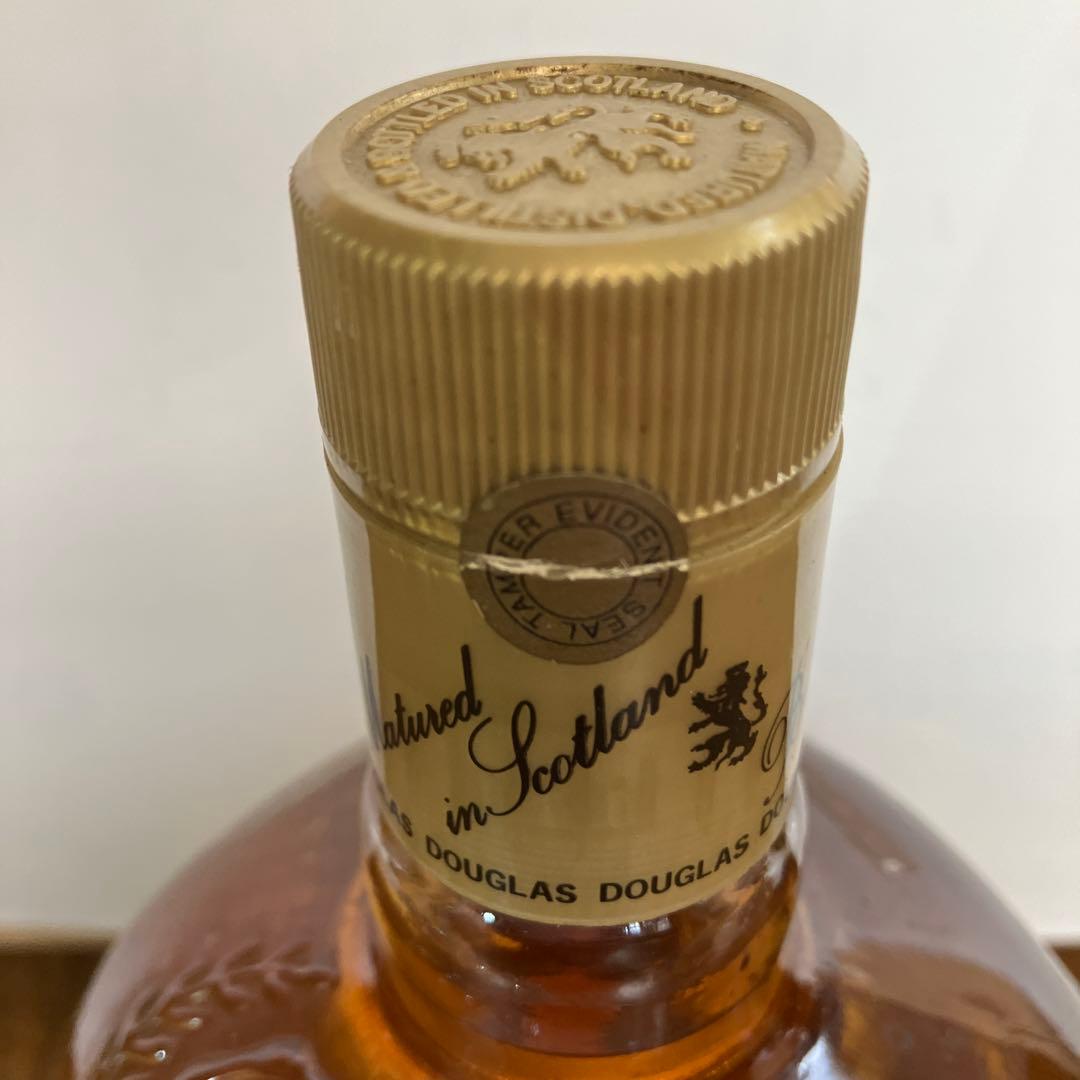 BOTTLED IN SCOTLAND
TAMPER EVIDENT SEAL
Matured
in Scotland
DOUGLAS DOUGLAS